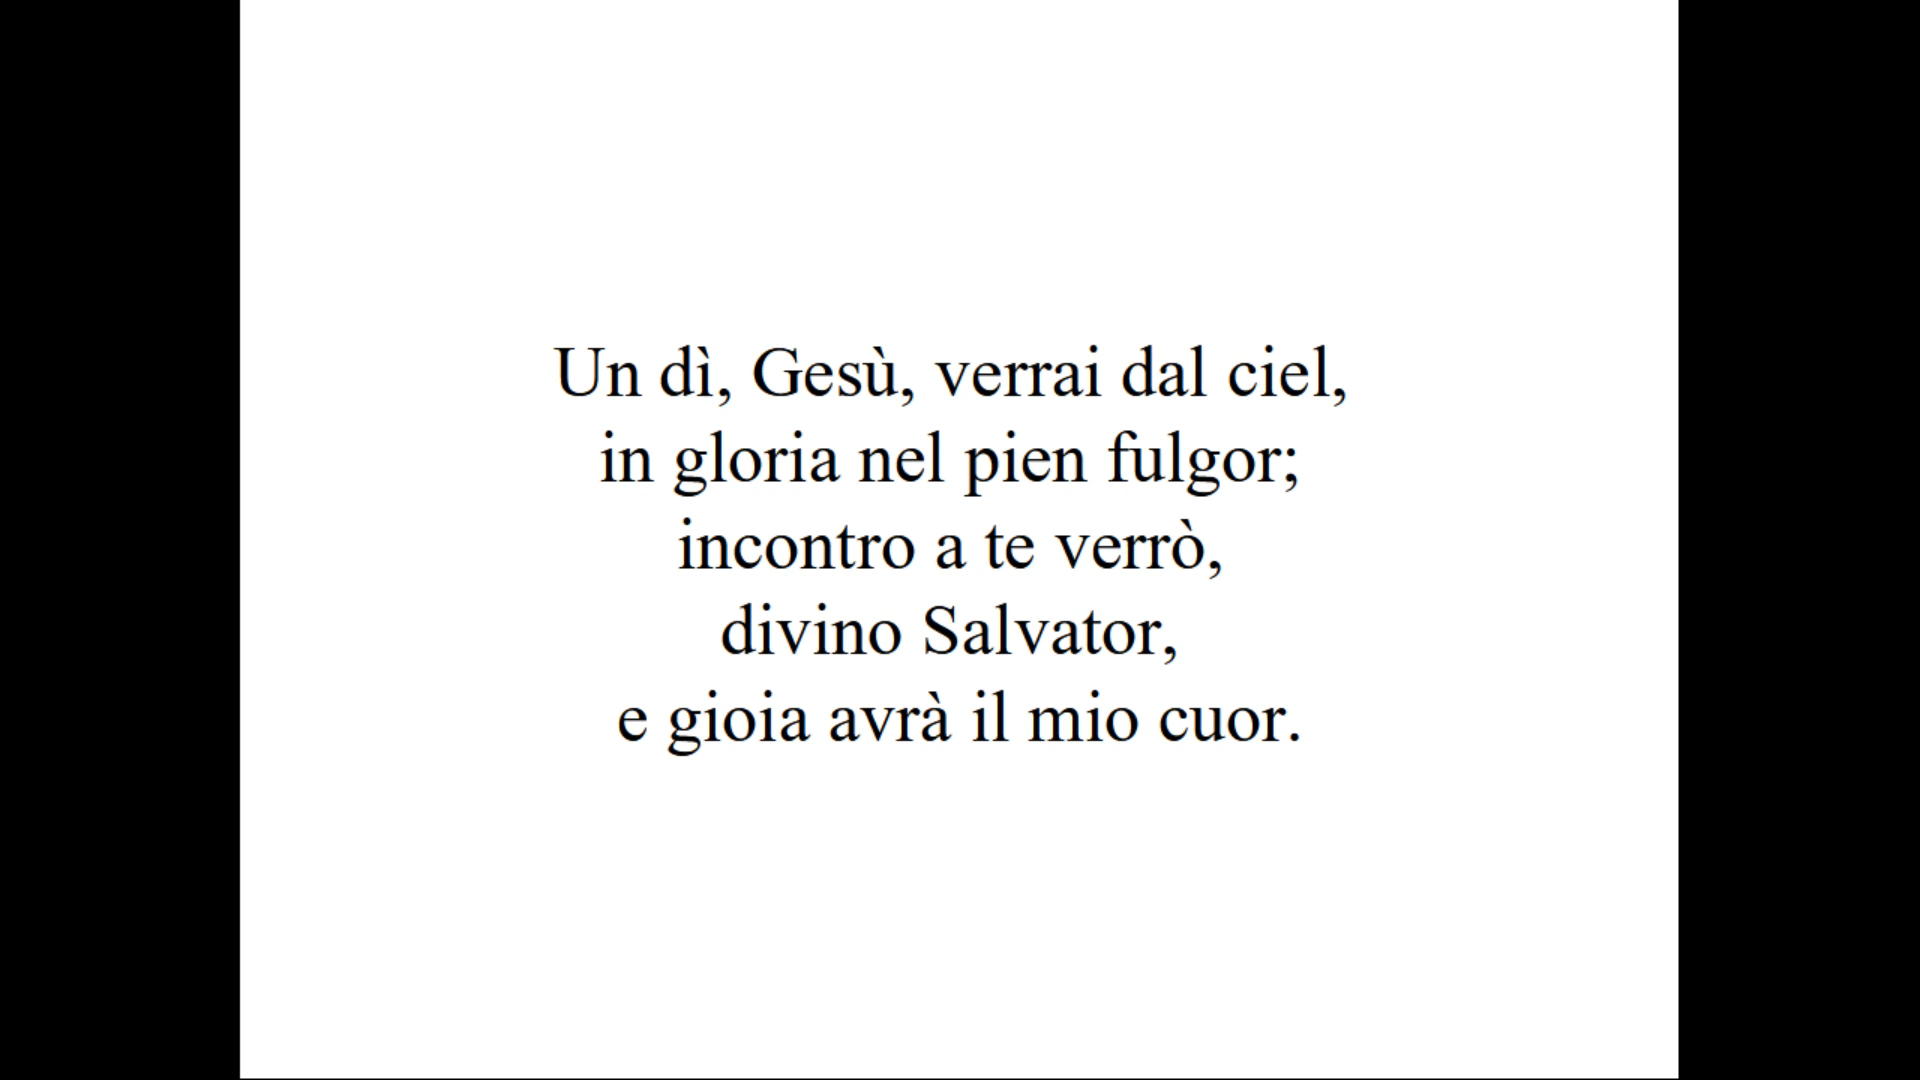 Un dì, Gesù, verrai dal ciel,
in gloria nel pien fulgor;
incontro a te verrò,
divino Salvator,
e gioia avrà il mio cuor.